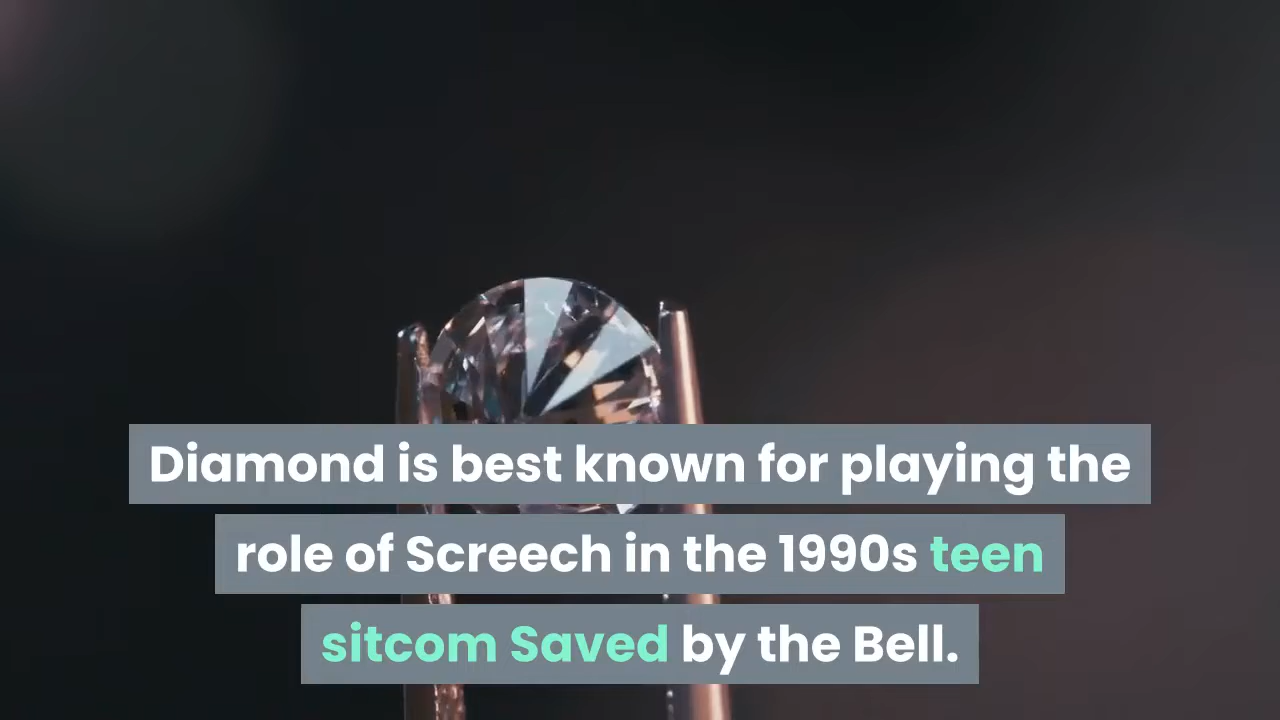 Diamond is best known for playing the
role of Screech in the 1990s teen
sitcom Saved by the Bell.